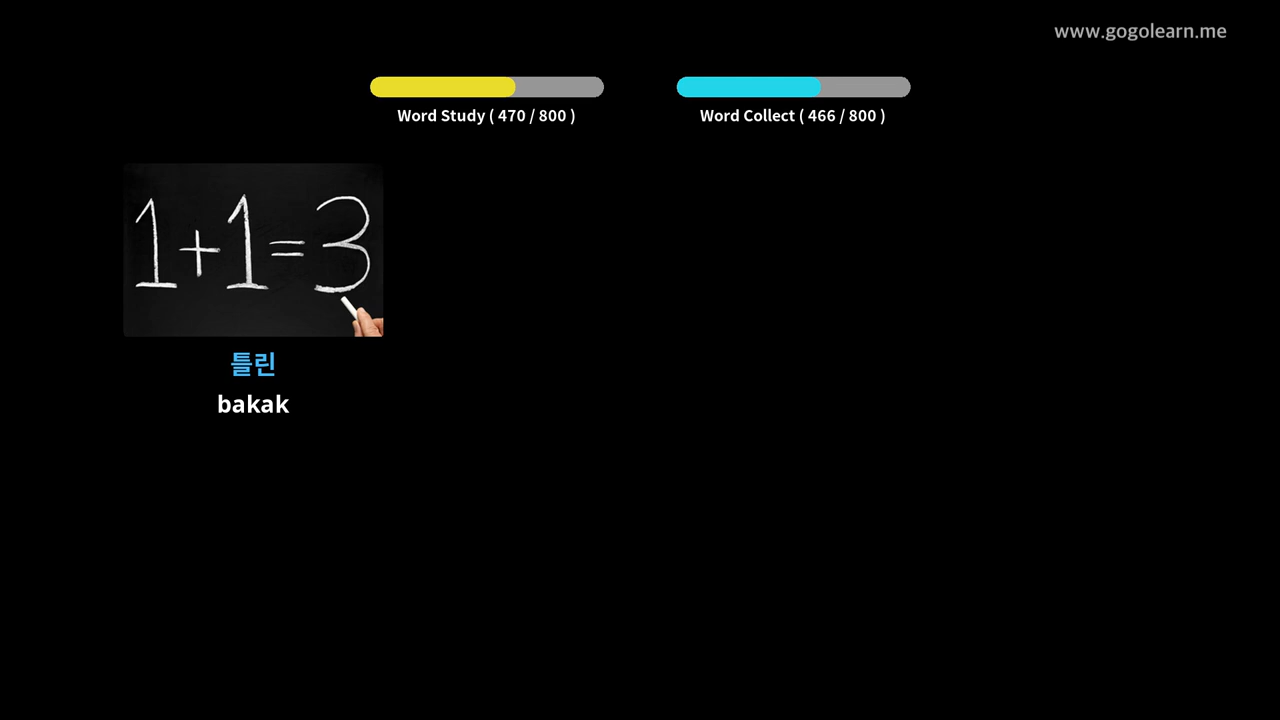 www.gogolearn.me
Word Study ( 470 / 800 )
Word Collect ( 466 / 800 )
1+1=3
틀린
bakak